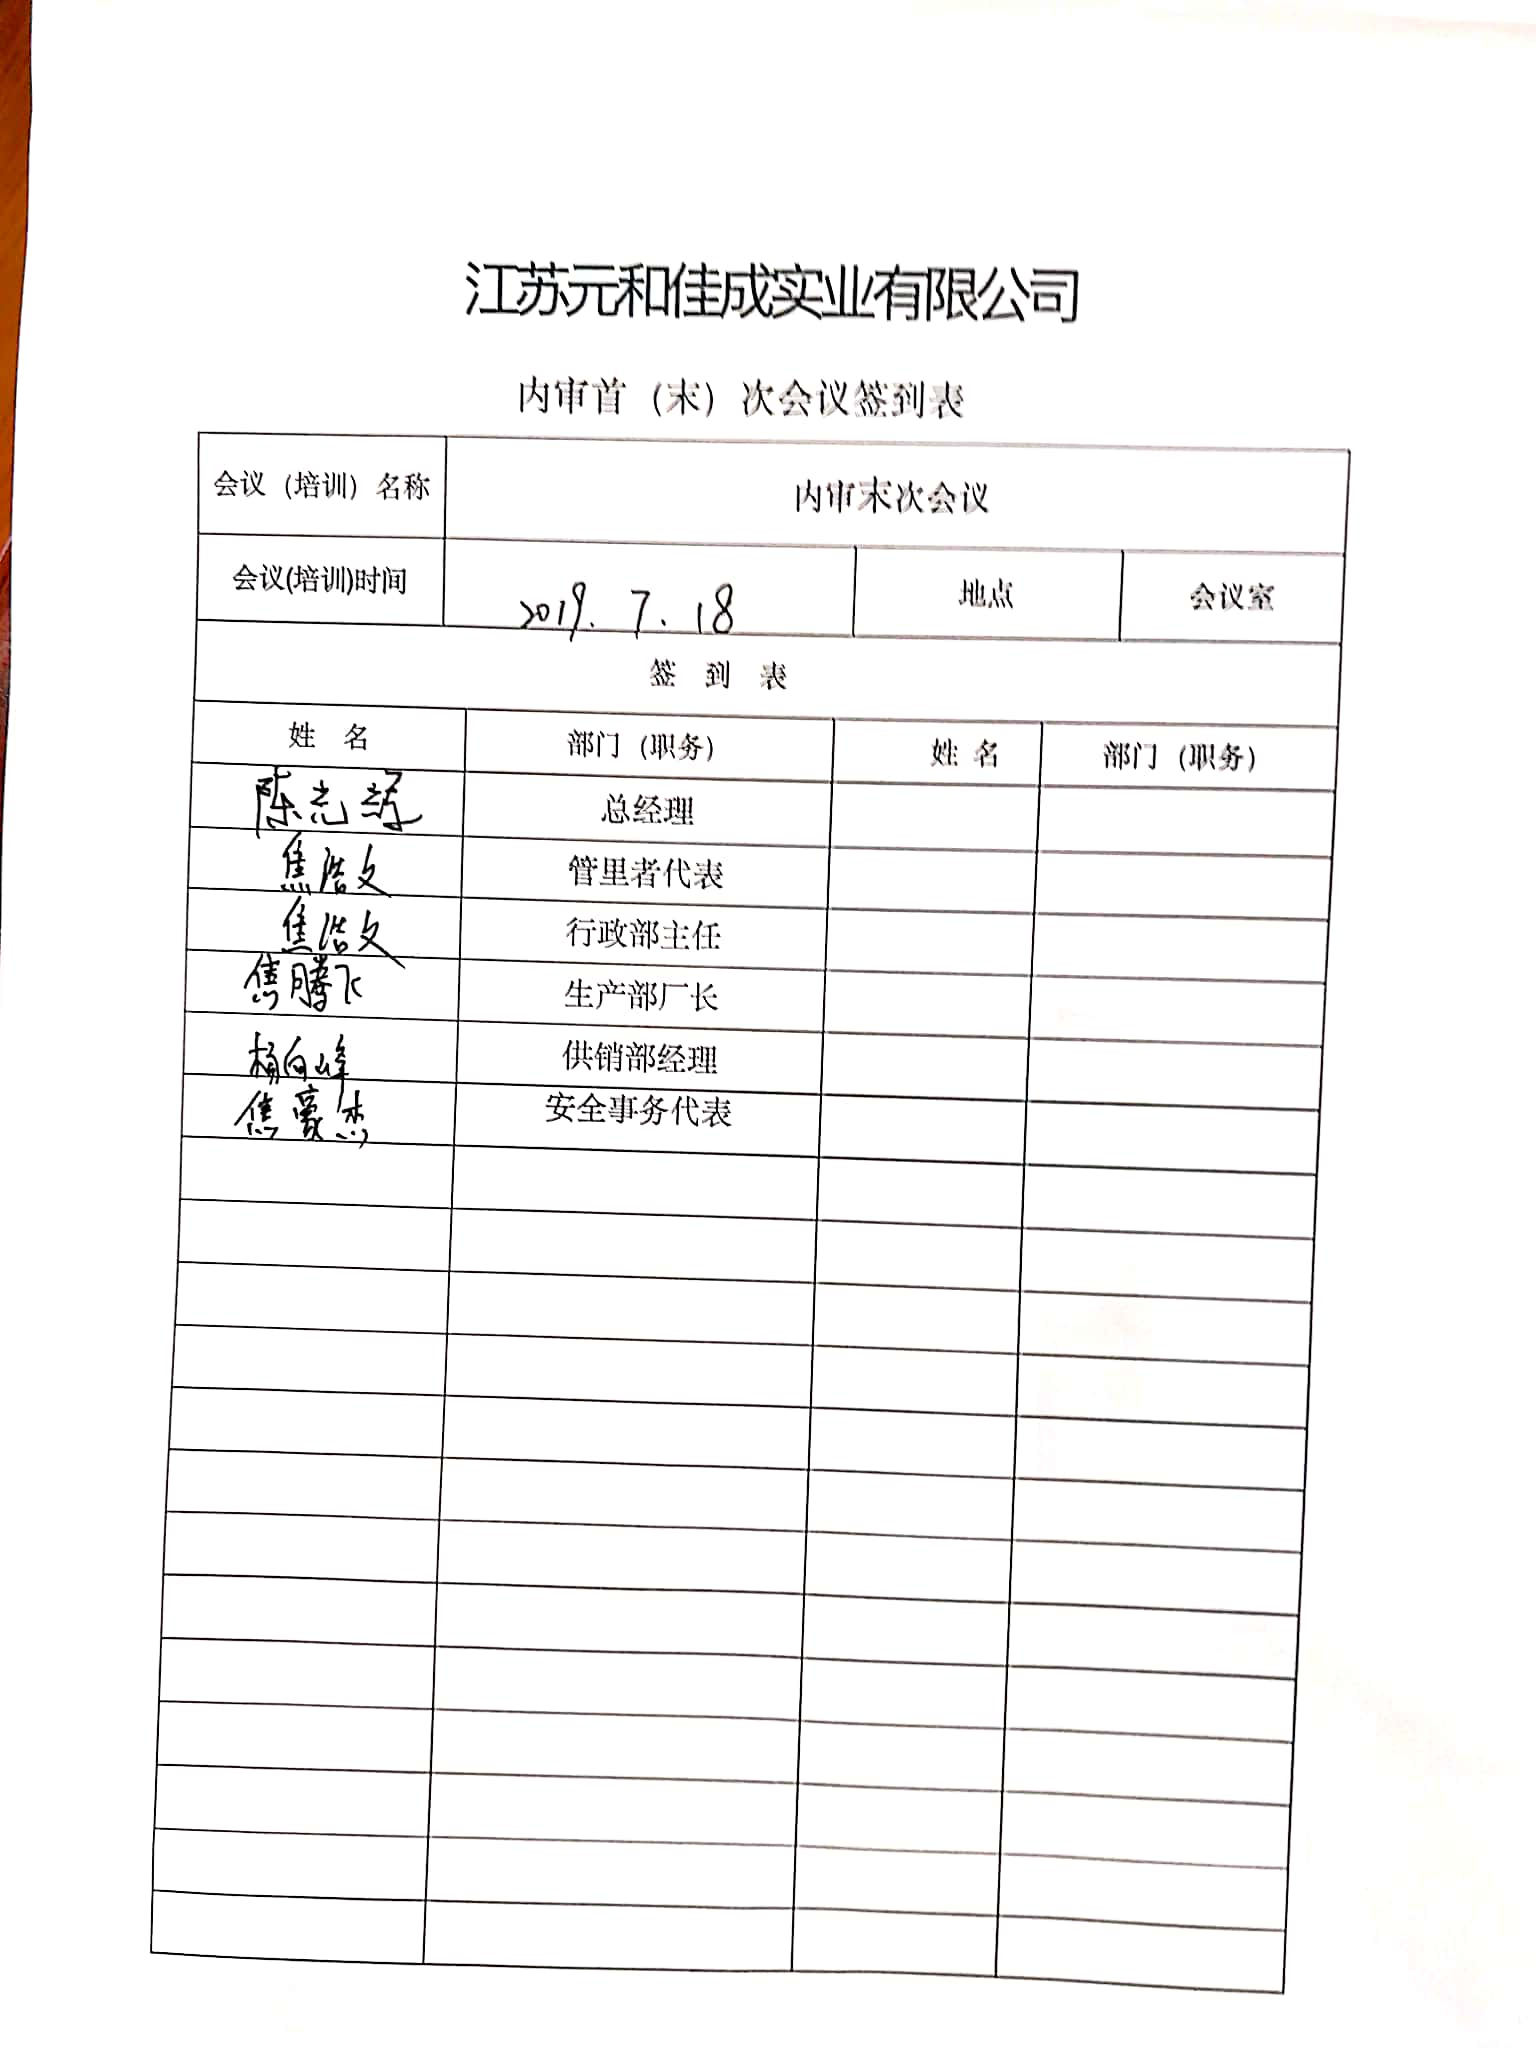 江苏元和佳成实业有限公司
内审首（末）次会议签到表
会议（培训）名称 内审末次会议
会议(培训)时间 2019.7.18 地点 会议室
签 到 表
姓 名 部门（职务） 姓 名 部门（职务）
陈志 总经理
焦浩文 管里者代表
焦浩文 行政部主任
焦腾飞 生产部厂长
杨向峰 供销部经理
焦豪杰 安全事务代表